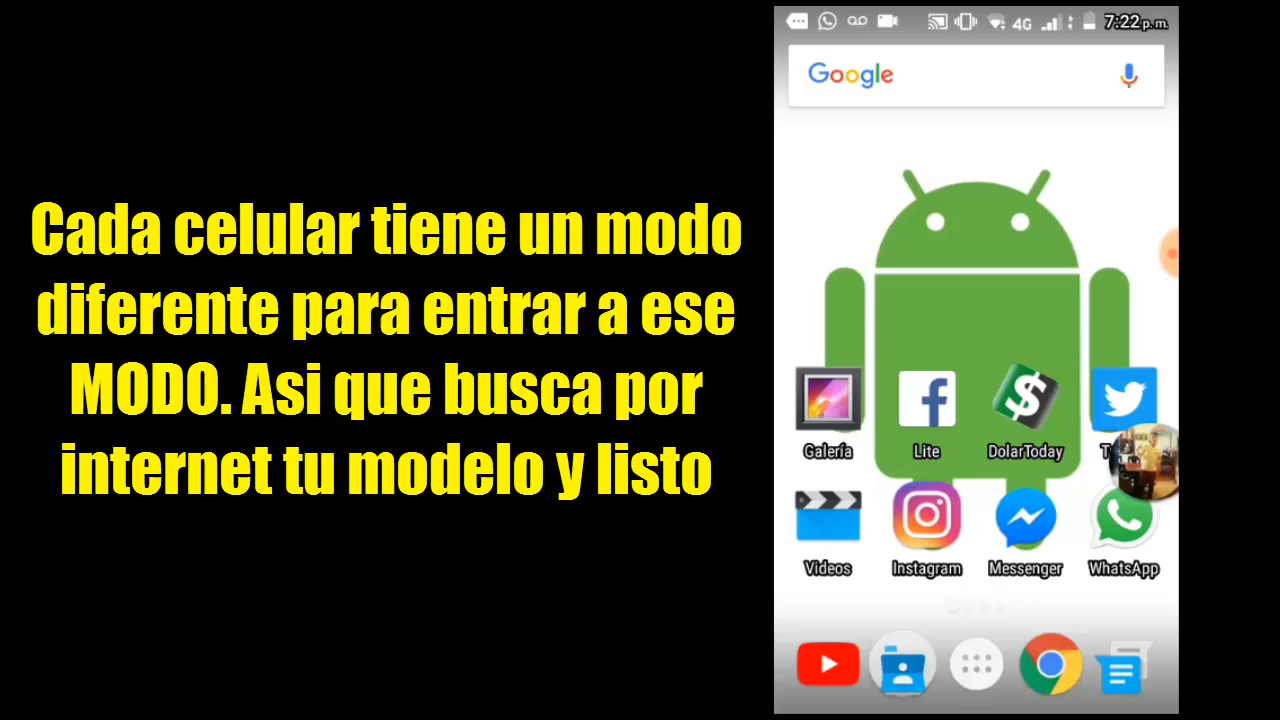 Cada celular tiene un modo
diferente para entrar a ese
MODO. Asi que busca por
internet tu modelo y listo
4G 7:22 p. m.
Google
Galería Lite DolarToday
Videos Instagram Messenger WhatsApp